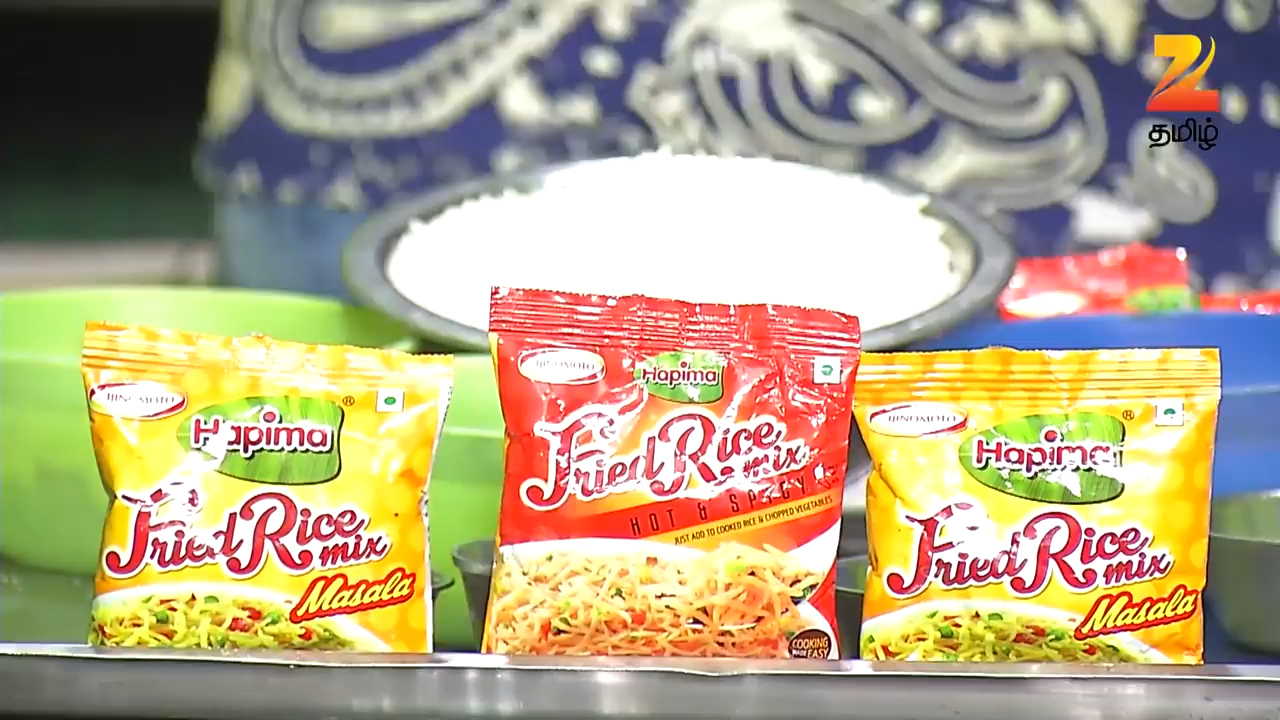 தமிழ்
AJINOMOTO
Hapima®
Fried Rice
mix
Masala
AJINOMOTO
Hapima
Fried Rice
mix
HOT & SPICY
JUST ADD TO COOKED RICE & CHOPPED VEGETABLES
COOKING
MADE EASY
AJINOMOTO
Hapima®
Fried Rice
mix
Masala